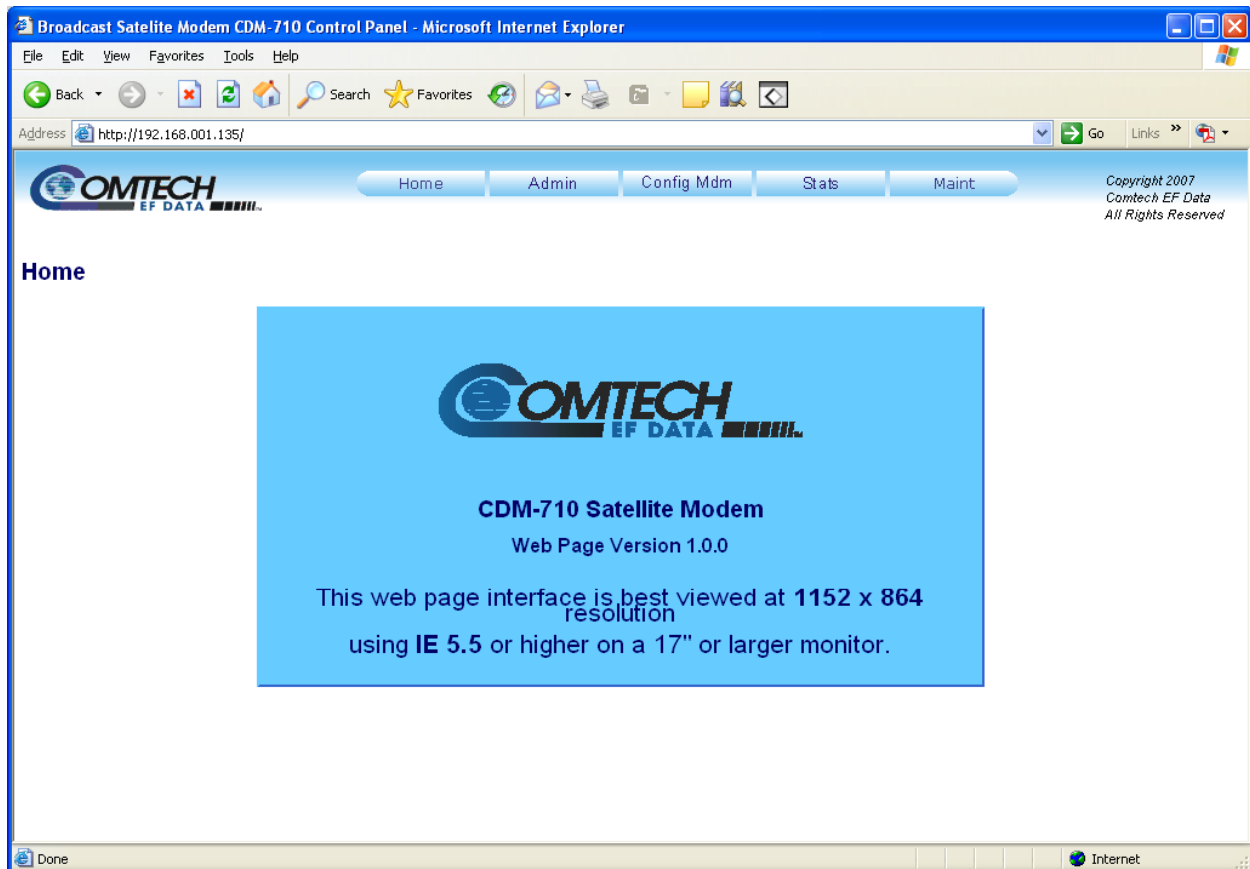 Broadcast Satelite Modem CDM-710 Control Panel - Microsoft Internet Explorer
File Edit View Favorites Tools Help
Back Search Favorites
Address http://192.168.001.135/ Go Links »
COMTECH
EF DATA
Home Admin Config Mdm Stats Maint
Copyright 2007
Comtech EF Data
All Rights Reserved
Home
COMTECH
EF DATA
CDM-710 Satellite Modem
Web Page Version 1.0.0
This web page interface is best viewed at 1152 x 864
resolution
using IE 5.5 or higher on a 17" or larger monitor.
Done Internet